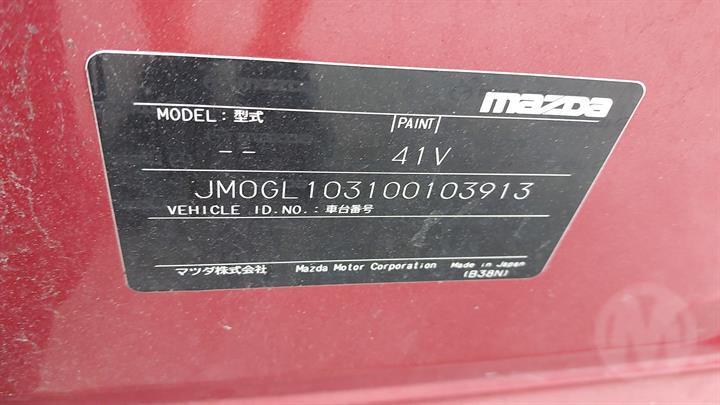 mazda
MODEL : 型式 PAINT
-- 41V
JM0GL103100103913
VEHICLE ID.NO. : 車台番号
マツダ株式会社 Mazda Motor Corporation Made in Japan
(B38N)
M